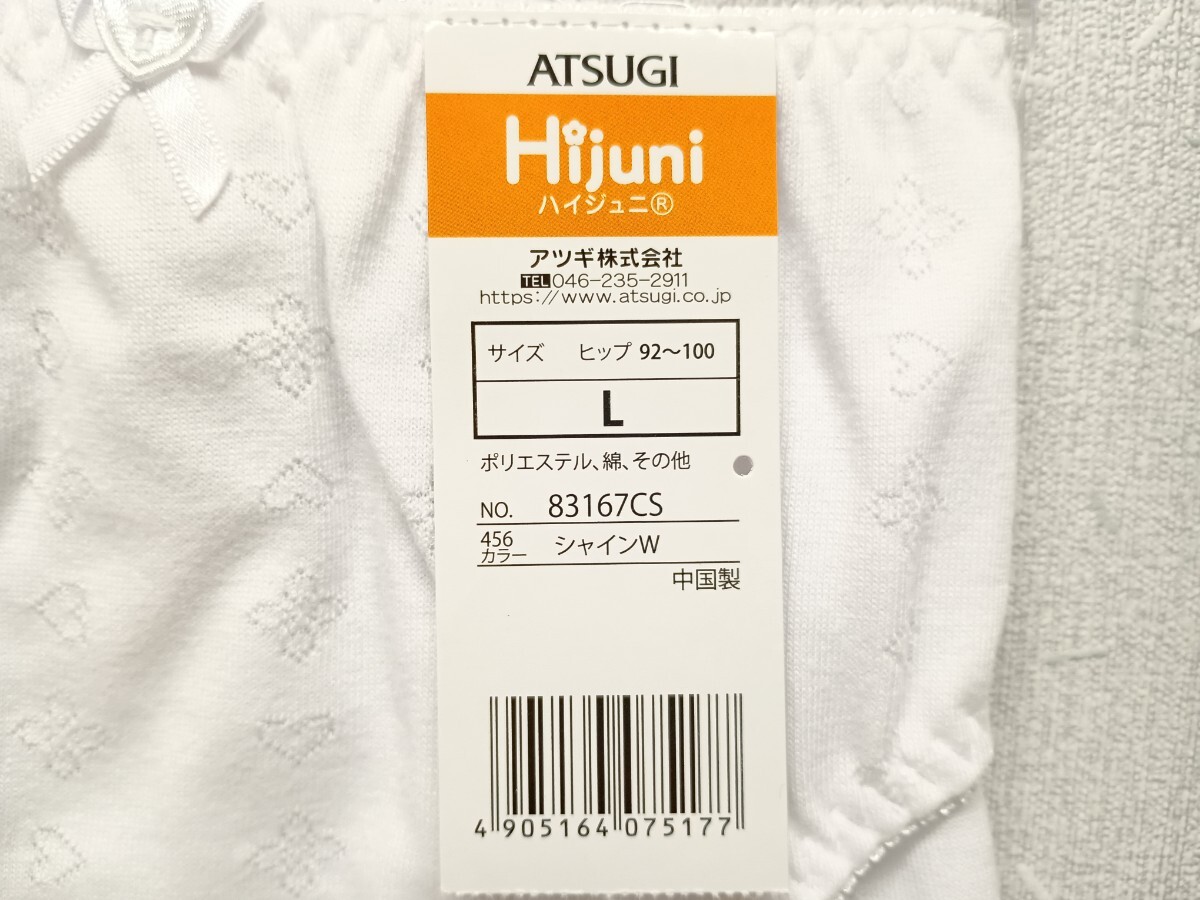 ATSUGI
Hijuni
ハイジュニ®
アツギ株式会社
TEL046-235-2911
https://www.atsugi.co.jp
サイズ ヒップ 92〜100
L
ポリエステル、綿、その他
NO. 83167CS
456
カラー シャインW
中国製
4 905164 075177